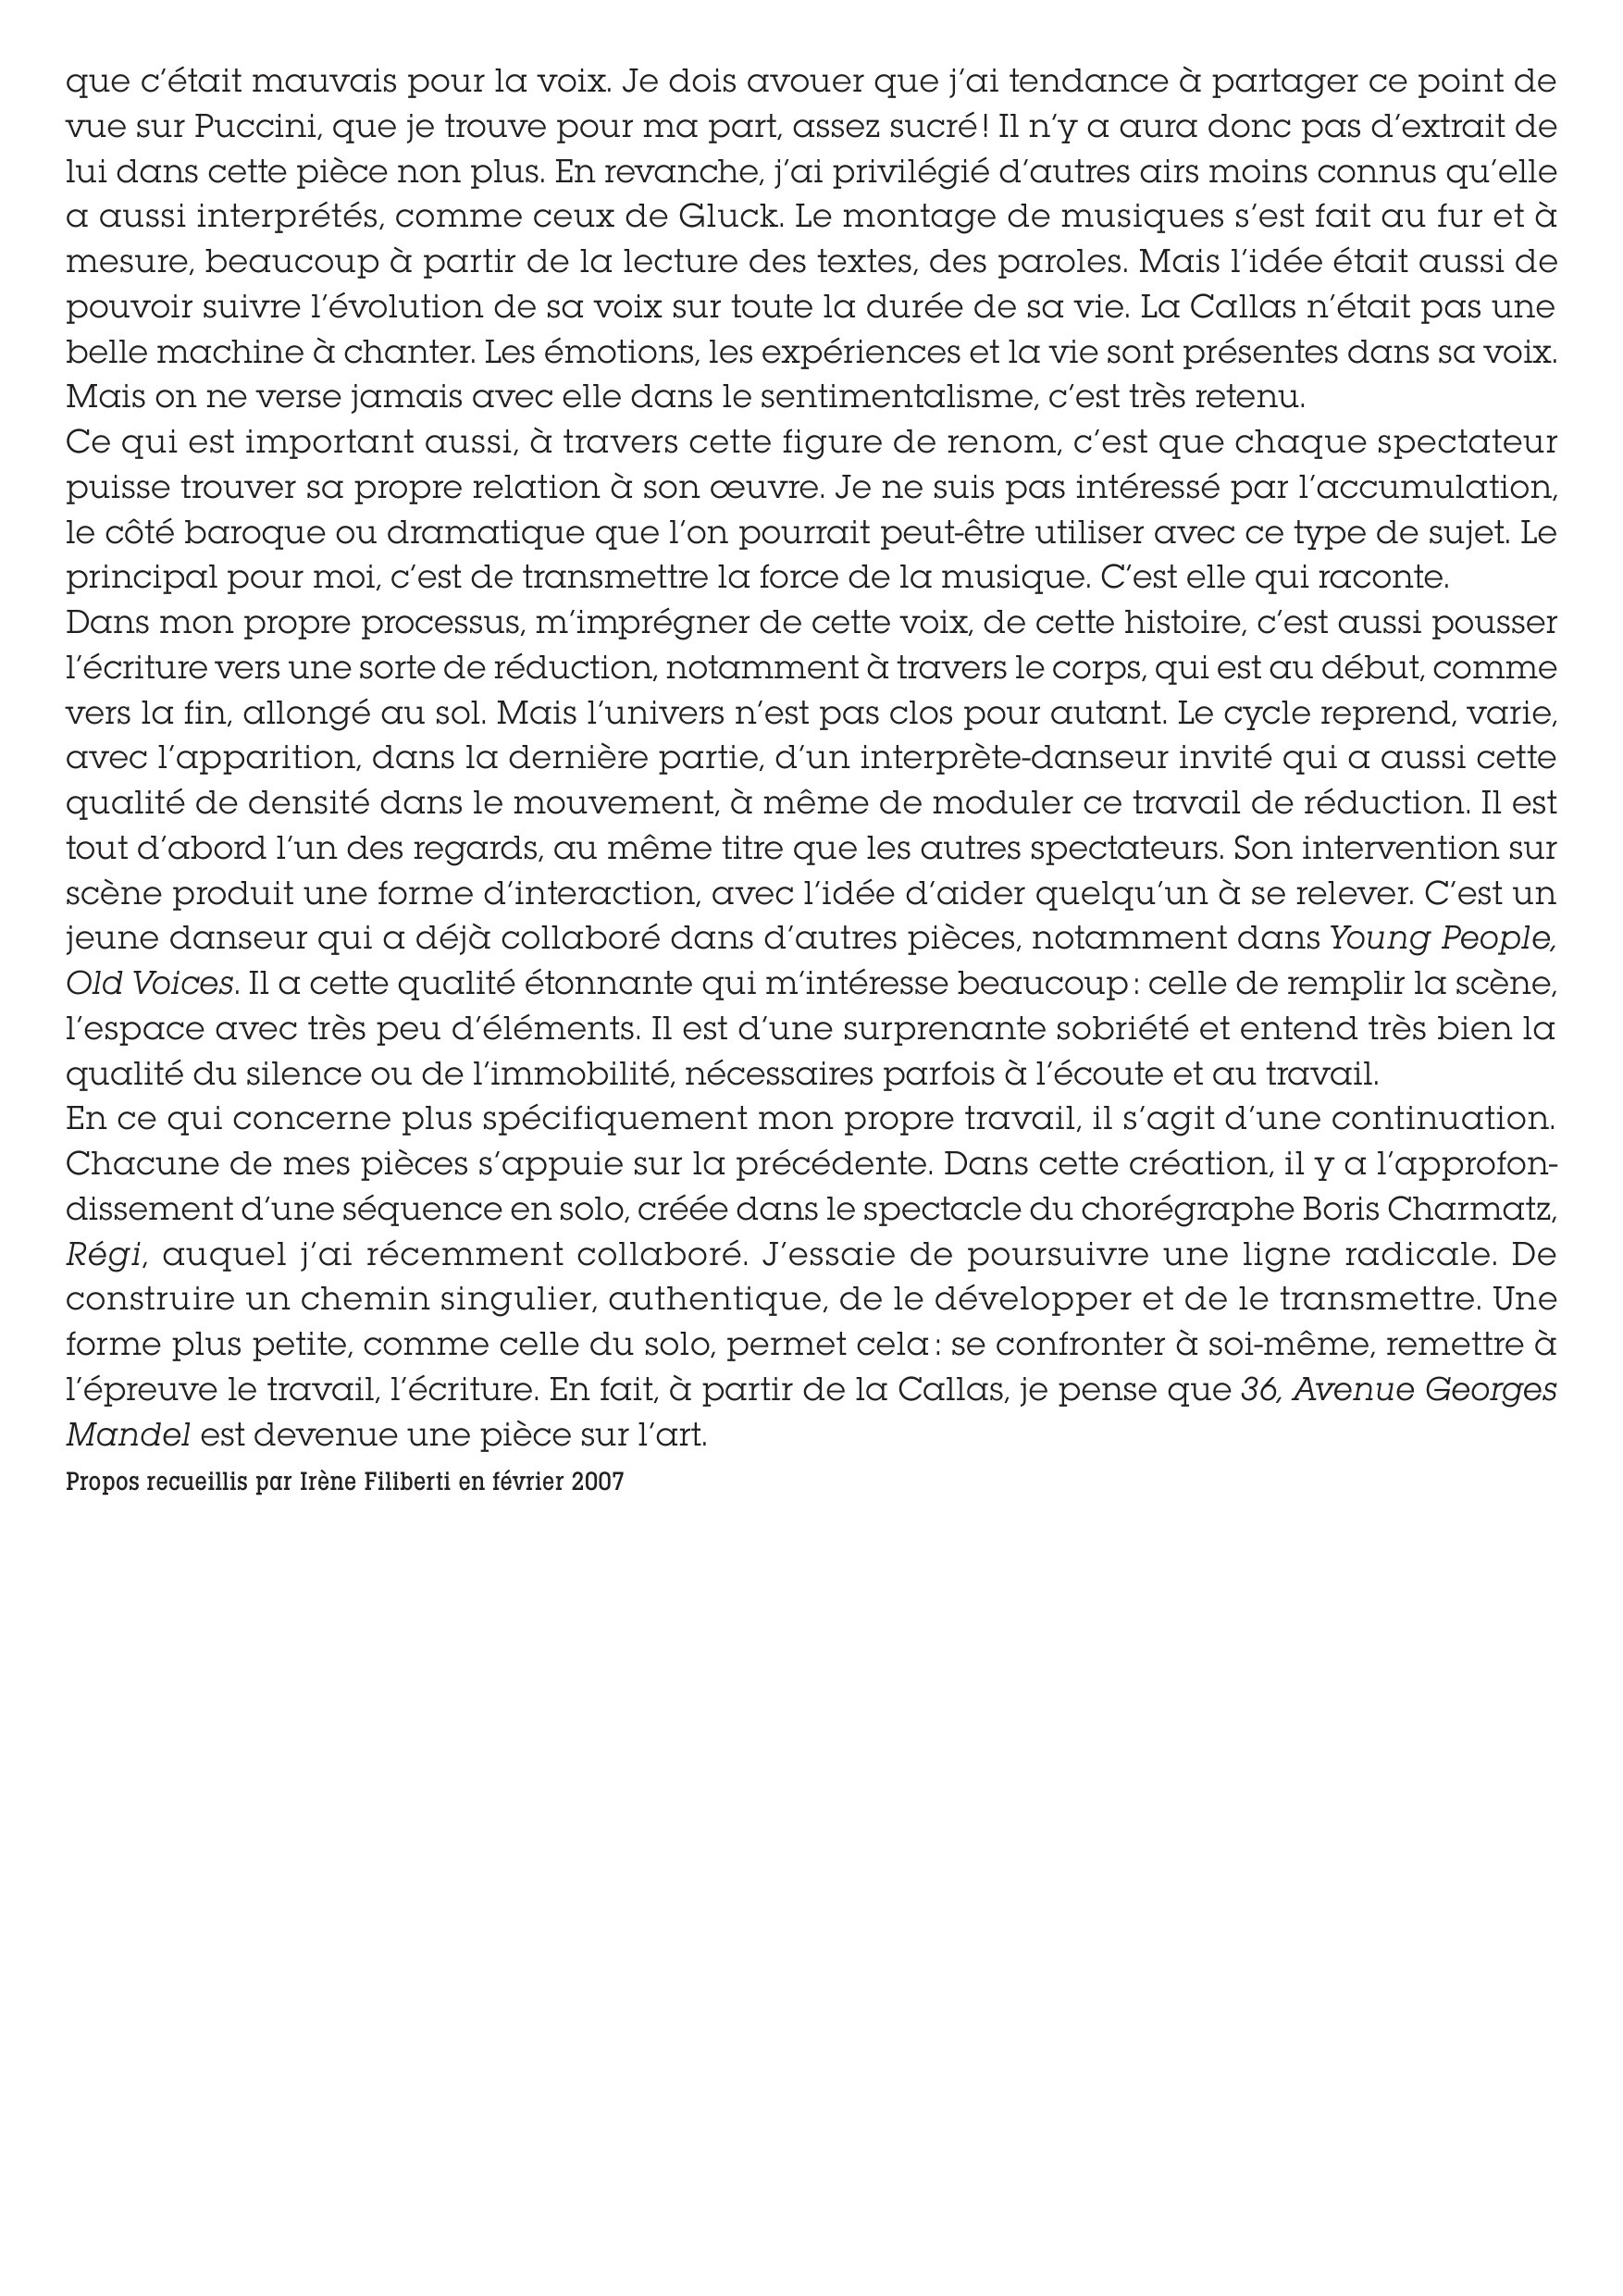 que c’était mauvais pour la voix. Je dois avouer que j’ai tendance à partager ce point de
vue sur Puccini, que je trouve pour ma part, assez sucré ! Il n’y a aura donc pas d’extrait de
lui dans cette pièce non plus. En revanche, j’ai privilégié d’autres airs moins connus qu’elle
a aussi interprétés, comme ceux de Gluck. Le montage de musiques s’est fait au fur et à
mesure, beaucoup à partir de la lecture des textes, des paroles. Mais l’idée était aussi de
pouvoir suivre l’évolution de sa voix sur toute la durée de sa vie. La Callas n’était pas une
belle machine à chanter. Les émotions, les expériences et la vie sont présentes dans sa voix.
Mais on ne verse jamais avec elle dans le sentimentalisme, c’est très retenu.
Ce qui est important aussi, à travers cette figure de renom, c’est que chaque spectateur
puisse trouver sa propre relation à son œuvre. Je ne suis pas intéressé par l’accumulation,
le côté baroque ou dramatique que l’on pourrait peut-être utiliser avec ce type de sujet. Le
principal pour moi, c’est de transmettre la force de la musique. C’est elle qui raconte.
Dans mon propre processus, m’imprégner de cette voix, de cette histoire, c’est aussi pousser
l’écriture vers une sorte de réduction, notamment à travers le corps, qui est au début, comme
vers la fin, allongé au sol. Mais l’univers n’est pas clos pour autant. Le cycle reprend, varie,
avec l’apparition, dans la dernière partie, d’un interprète-danseur invité qui a aussi cette
qualité de densité dans le mouvement, à même de moduler ce travail de réduction. Il est
tout d’abord l’un des regards, au même titre que les autres spectateurs. Son intervention sur
scène produit une forme d’interaction, avec l’idée d’aider quelqu’un à se relever. C’est un
jeune danseur qui a déjà collaboré dans d’autres pièces, notamment dans Young People,
Old Voices. Il a cette qualité étonnante qui m’intéresse beaucoup : celle de remplir la scène,
l’espace avec très peu d’éléments. Il est d’une surprenante sobriété et entend très bien la
qualité du silence ou de l’immobilité, nécessaires parfois à l’écoute et au travail.
En ce qui concerne plus spécifiquement mon propre travail, il s’agit d’une continuation.
Chacune de mes pièces s’appuie sur la précédente. Dans cette création, il y a l’approfon-
dissement d’une séquence en solo, créée dans le spectacle du chorégraphe Boris Charmatz,
Régi, auquel j’ai récemment collaboré. J’essaie de poursuivre une ligne radicale. De
construire un chemin singulier, authentique, de le développer et de le transmettre. Une
forme plus petite, comme celle du solo, permet cela : se confronter à soi-même, remettre à
l’épreuve le travail, l’écriture. En fait, à partir de la Callas, je pense que 36, Avenue Georges
Mandel est devenue une pièce sur l’art.
Propos recueillis par Irène Filiberti en février 2007